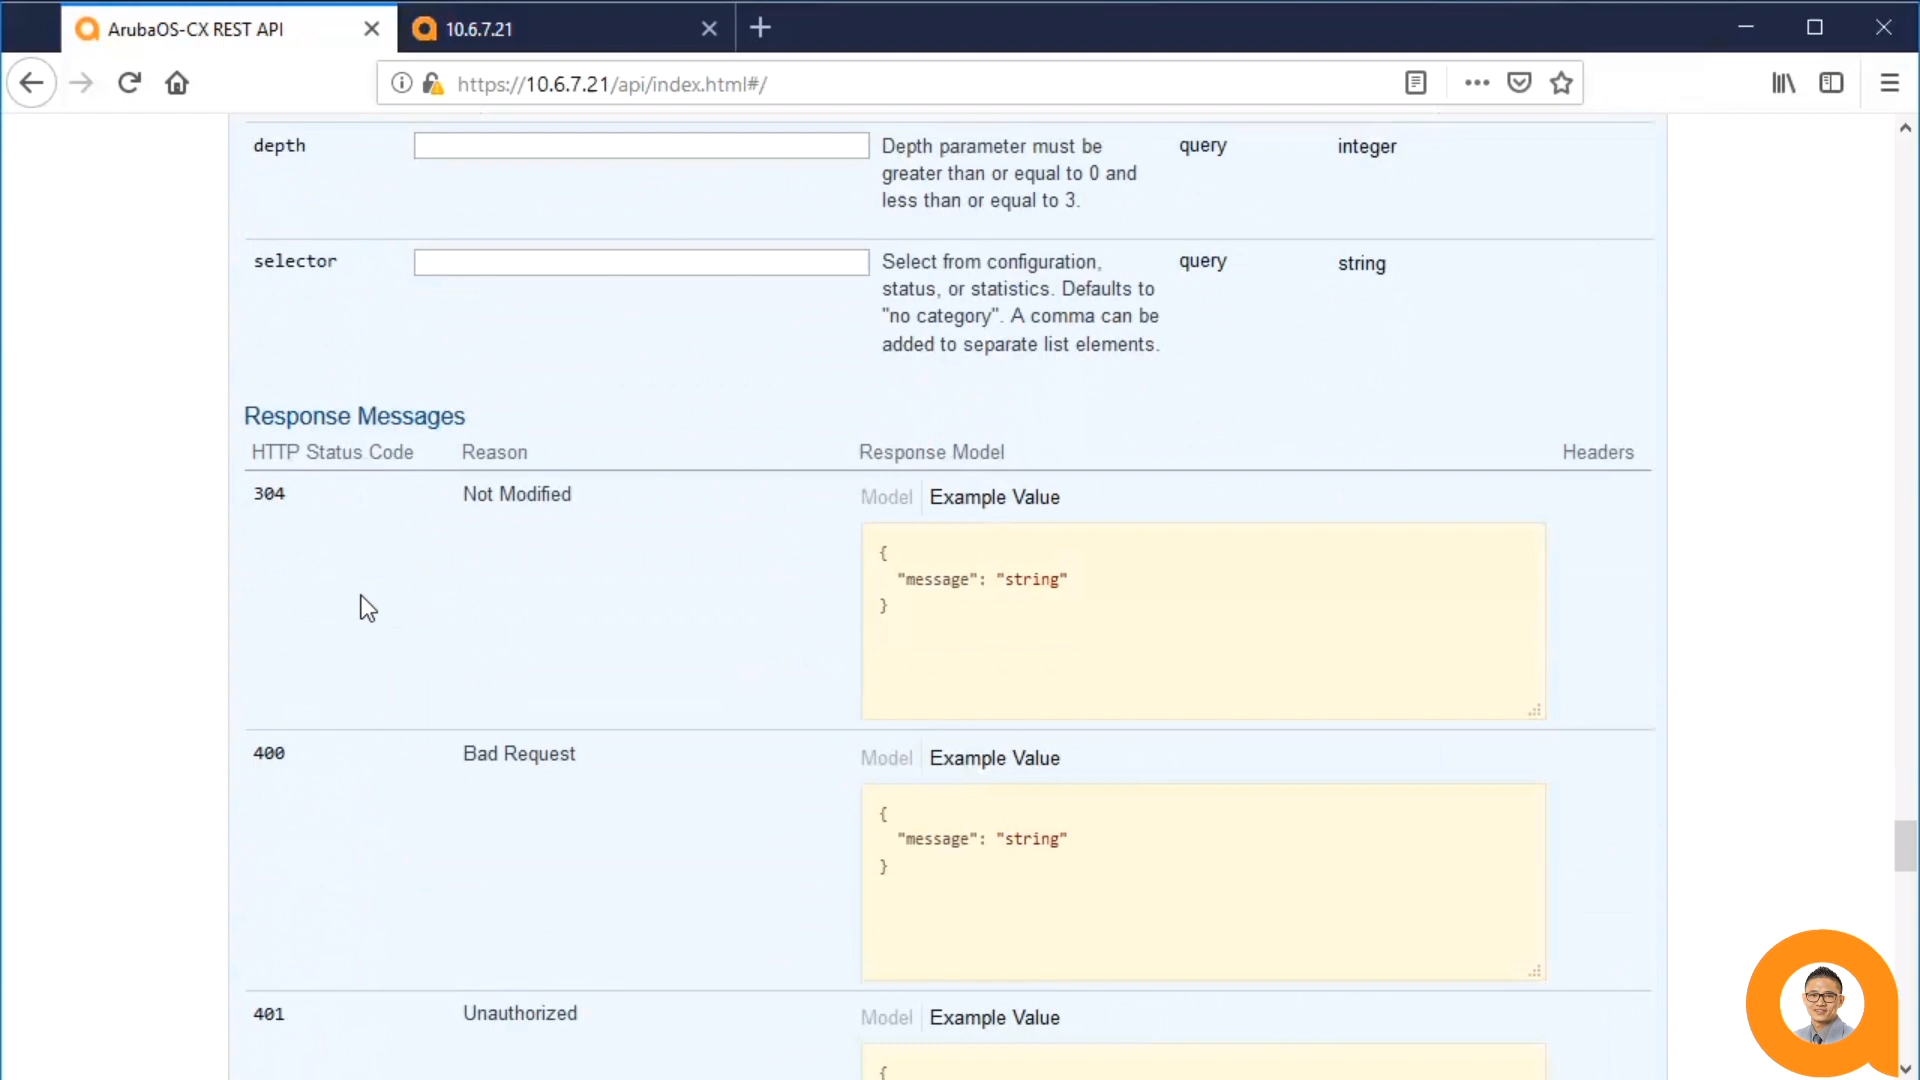 ArubaOS-CX REST API
10.6.7.21
https://10.6.7.21/api/index.html#/
depth
Depth parameter must be
greater than or equal to 0 and
less than or equal to 3.
query
integer
selector
Select from configuration,
status, or statistics. Defaults to
"no category". A comma can be
added to separate list elements.
query
string
Response Messages
HTTP Status Code
Reason
Response Model
Headers
304
Not Modified
Model
Example Value
{
"message": "string"
}
400
Bad Request
Model
Example Value
{
"message": "string"
}
401
Unauthorized
Model
Example Value
{